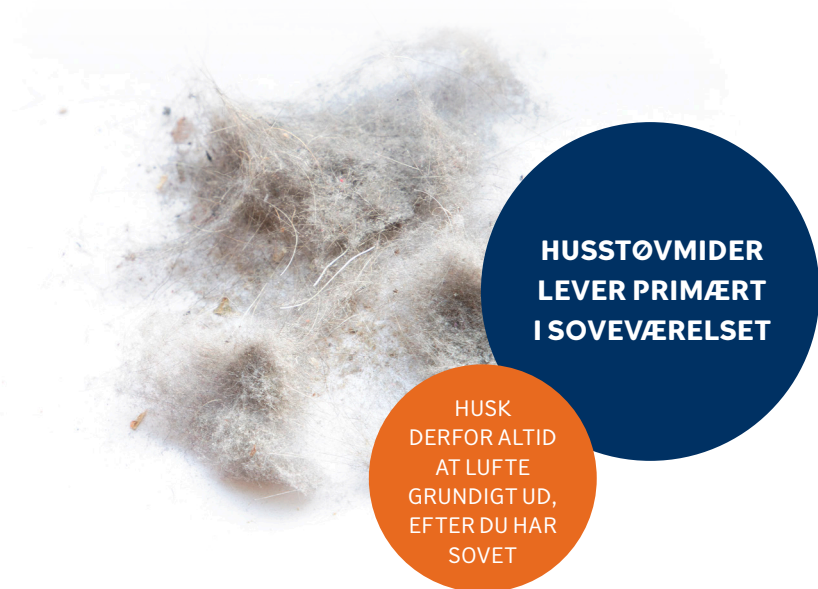 HUSSTØVMIDER
LEVER PRIMÆRT
I SOVEVÆRELSET
HUSK
DERFOR ALTID
AT LUFTE
GRUNDIGT UD,
EFTER DU HAR
SOVET